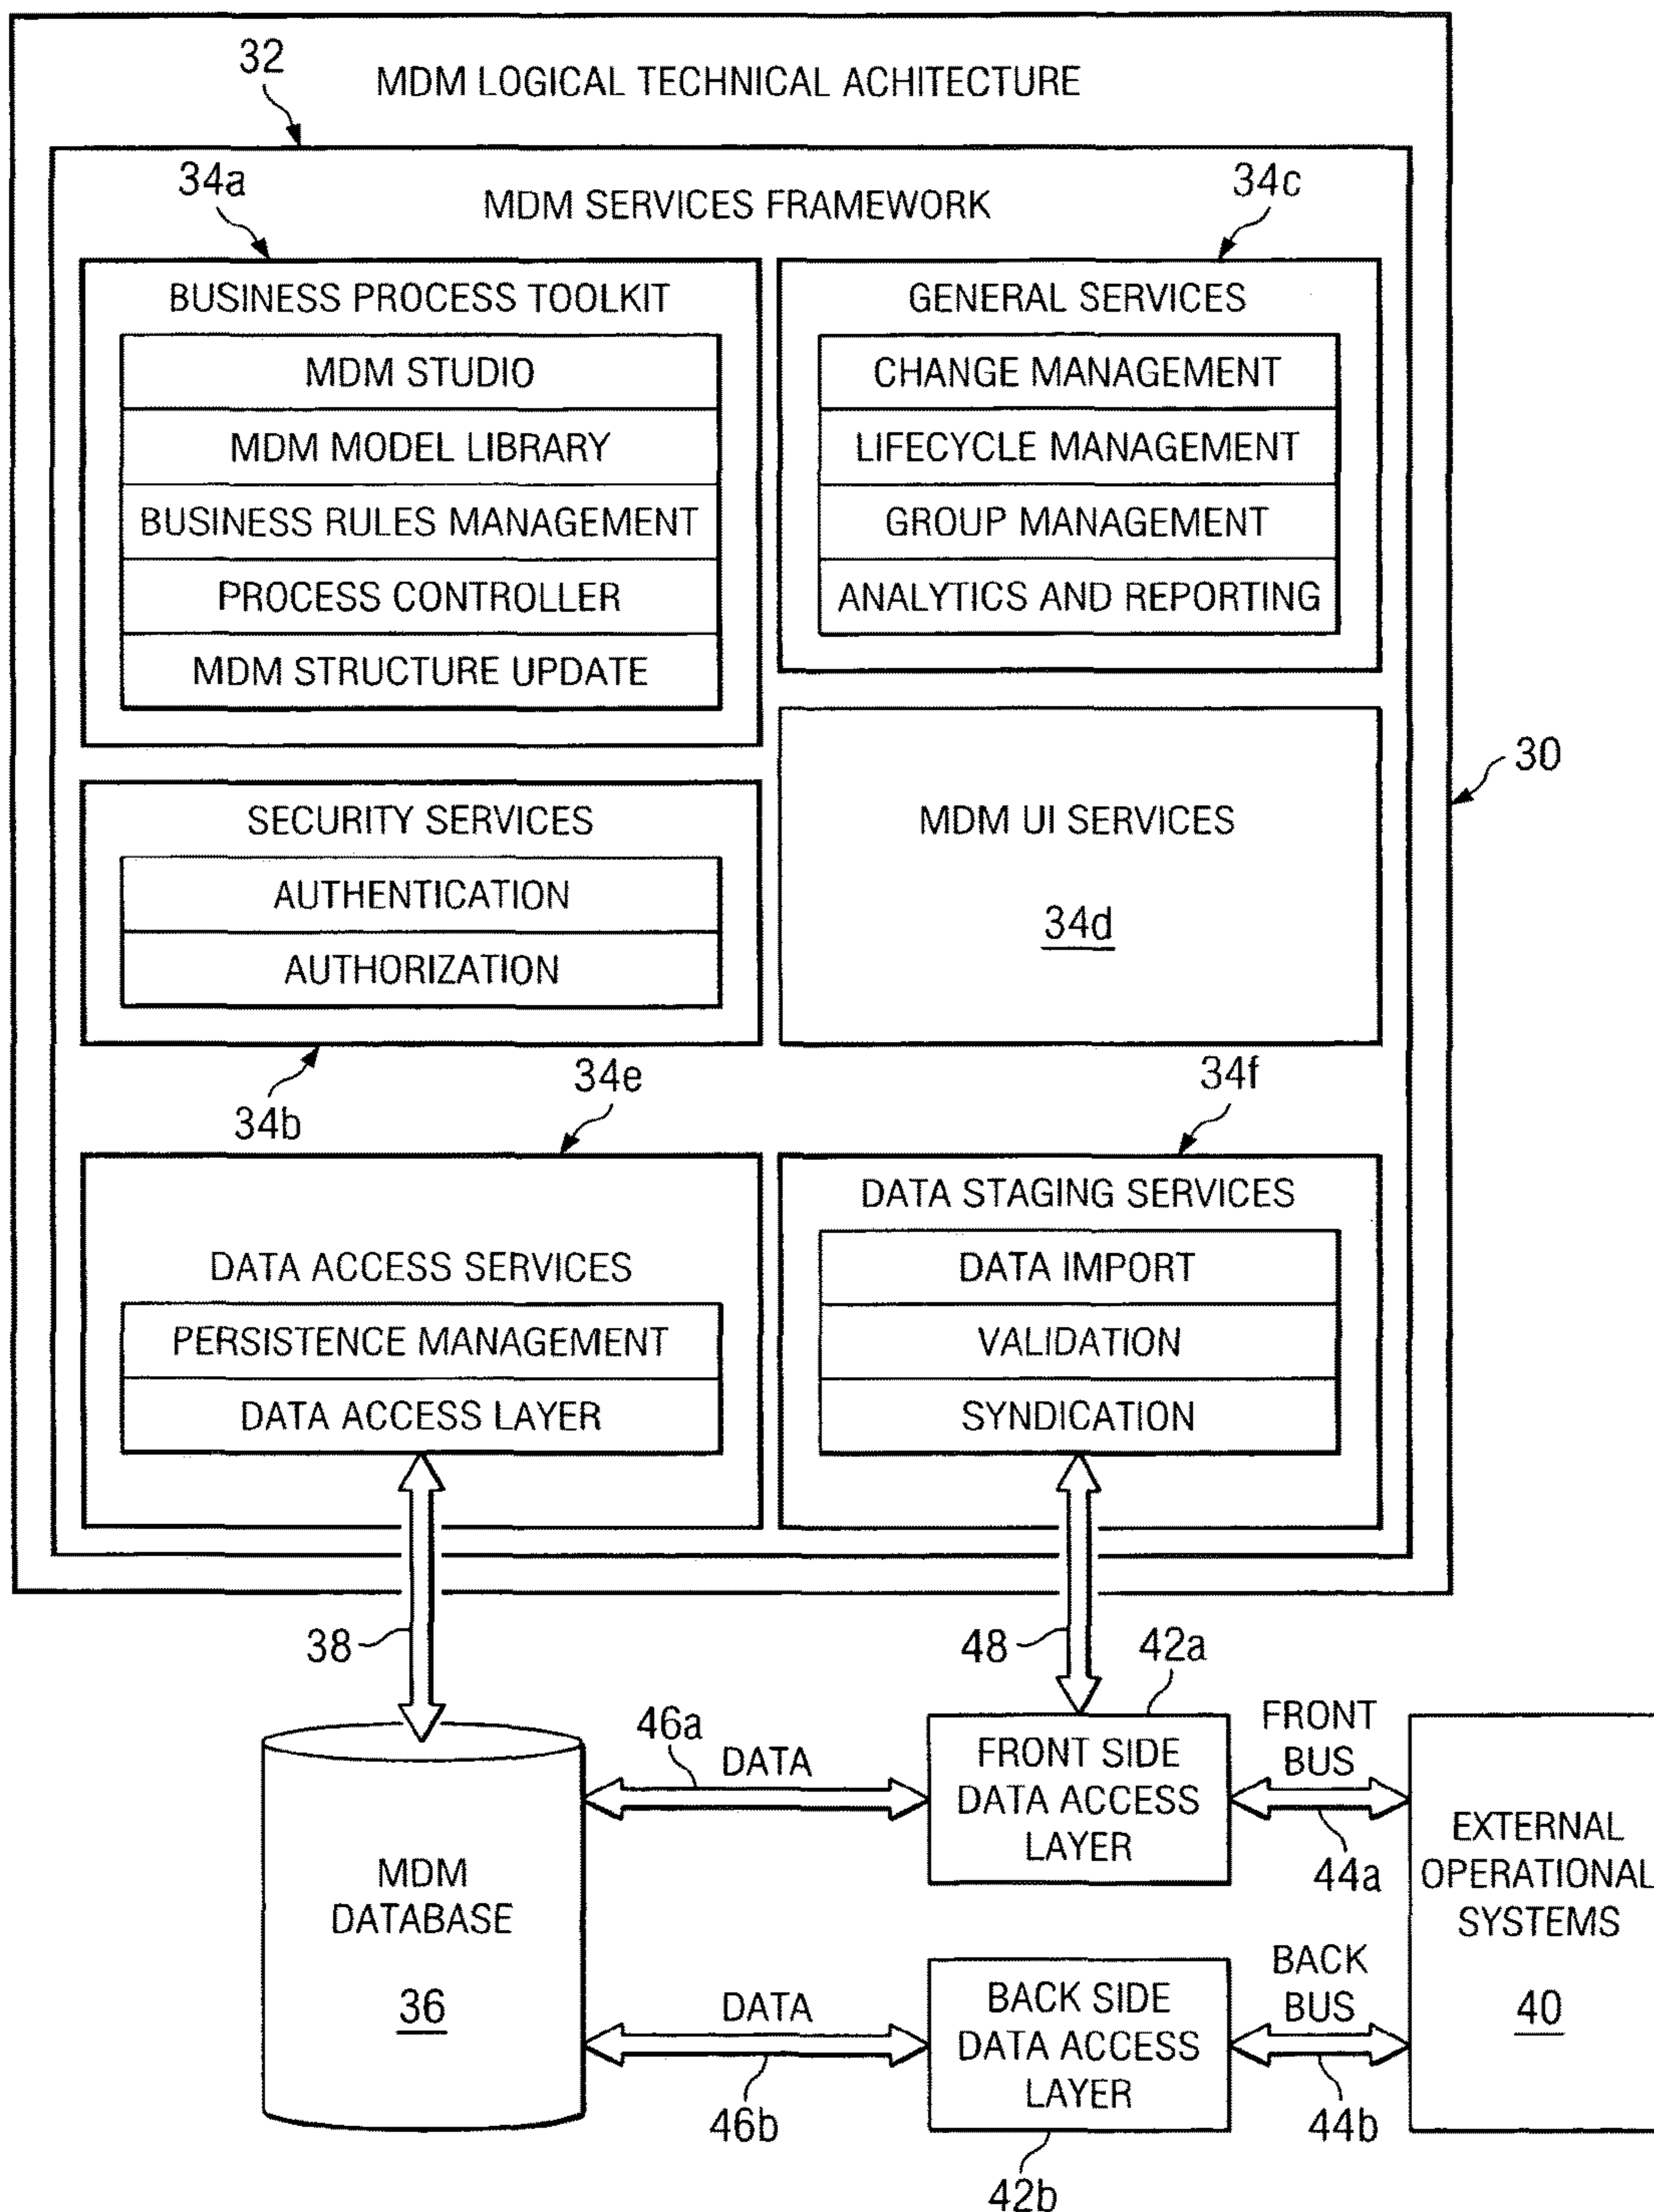 MDM LOGICAL TECHNICAL ACHITECTURE
32
MDM SERVICES FRAMEWORK
34a
34c
BUSINESS PROCESS TOOLKIT
MDM STUDIO
MDM MODEL LIBRARY
BUSINESS RULES MANAGEMENT
PROCESS CONTROLLER
MDM STRUCTURE UPDATE
GENERAL SERVICES
CHANGE MANAGEMENT
LIFECYCLE MANAGEMENT
GROUP MANAGEMENT
ANALYTICS AND REPORTING
30
SECURITY SERVICES
AUTHENTICATION
AUTHORIZATION
34b
MDM UI SERVICES
34d
34e
34f
DATA ACCESS SERVICES
PERSISTENCE MANAGEMENT
DATA ACCESS LAYER
DATA STAGING SERVICES
DATA IMPORT
VALIDATION
SYNDICATION
38
48
42a
46a
DATA
FRONT SIDE
DATA ACCESS
LAYER
FRONT
BUS
44a
MDM
DATABASE
36
EXTERNAL
OPERATIONAL
SYSTEMS
40
DATA
46b
BACK SIDE
DATA ACCESS
LAYER
BACK
BUS
44b
42b